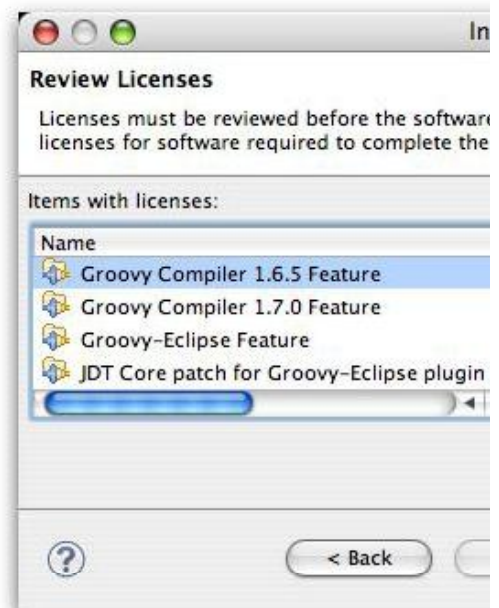 In
Review Licenses
Licenses must be reviewed before the software
licenses for software required to complete the
Items with licenses:
Name
Groovy Compiler 1.6.5 Feature
Groovy Compiler 1.7.0 Feature
Groovy-Eclipse Feature
JDT Core patch for Groovy-Eclipse plugin
?
< Back